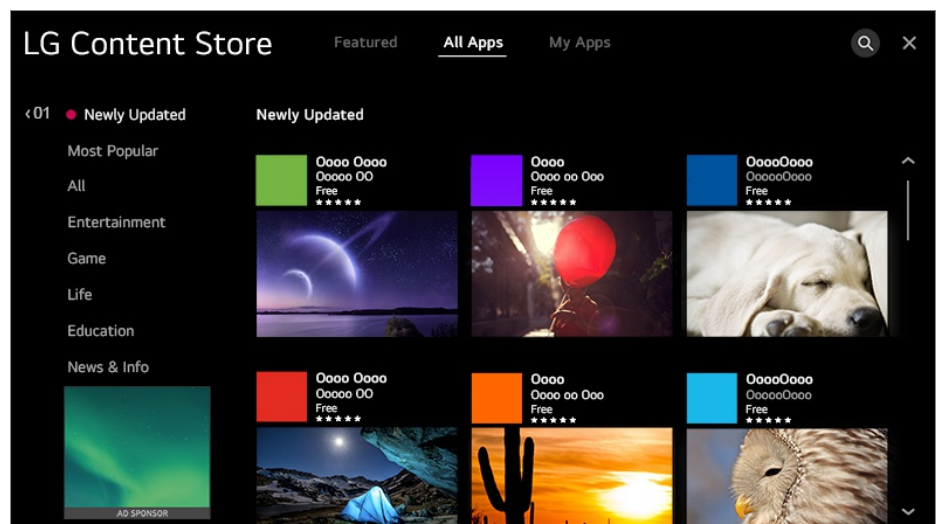 LG Content Store
Featured
All Apps
My Apps
01
Newly Updated
Most Popular
All
Entertainment
Game
Life
Education
News & Info
AD SPONSOR
Newly Updated
Oooo Oooo
Ooooo OO
Free
Oooo
Oooo oo Ooo
Free
OoooOooo
OooooOooo
Free
Oooo Oooo
Ooooo OO
Free
Oooo
Oooo oo Ooo
Free
OoooOooo
OooooOooo
Free